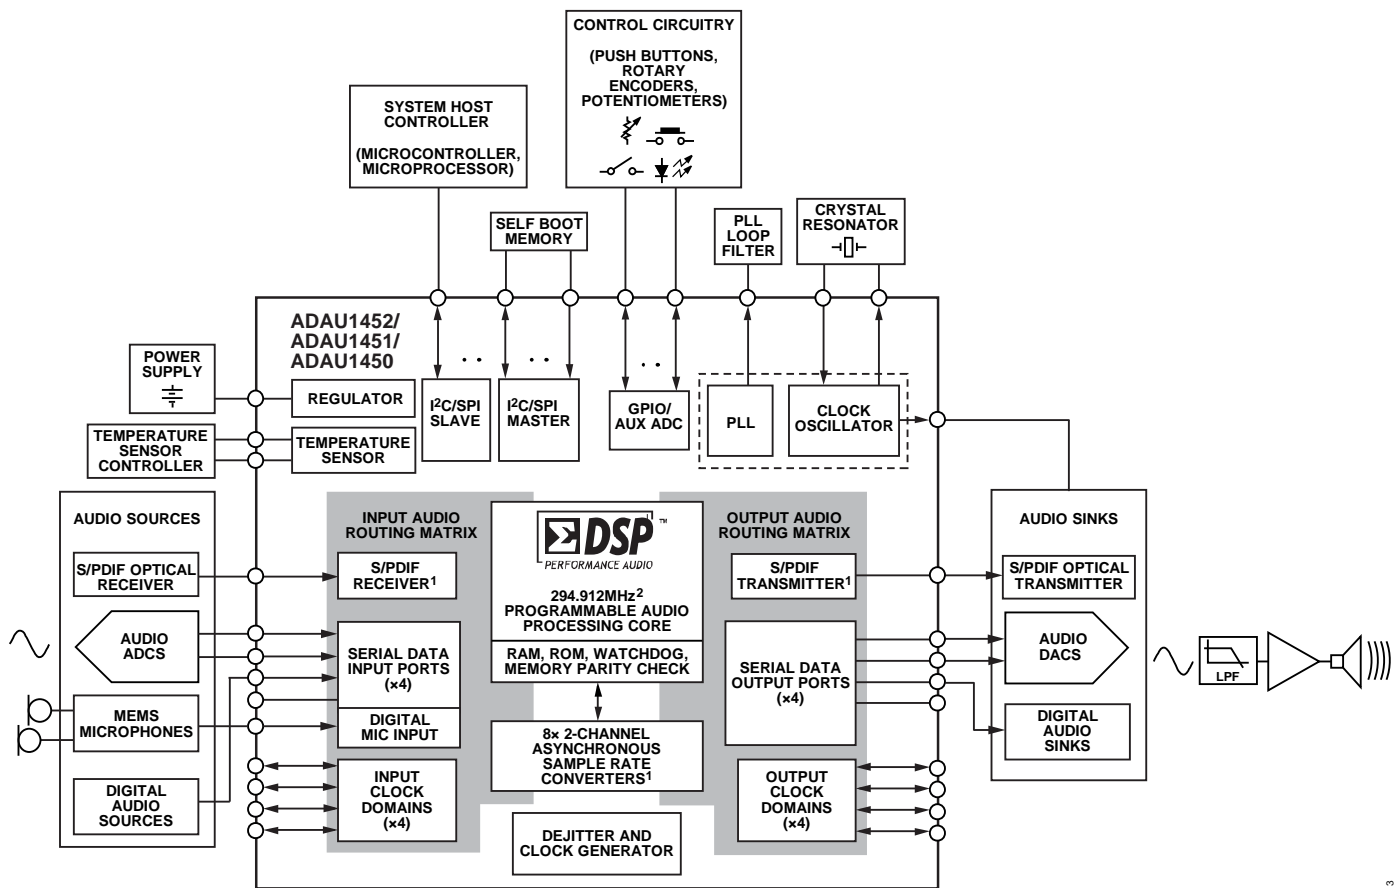 CONTROL CIRCUITRY
(PUSH BUTTONS,
ROTARY
ENCODERS,
POTENTIOMETERS)
SYSTEM HOST
CONTROLLER
(MICROCONTROLLER,
MICROPROCESSOR)
SELF BOOT
MEMORY
PLL
LOOP
FILTER
CRYSTAL
RESONATOR
ADAU1452/
ADAU1451/
ADAU1450
POWER
SUPPLY
REGULATOR
TEMPERATURE
SENSOR
CONTROLLER
TEMPERATURE
SENSOR
I2C/SPI
SLAVE
I2C/SPI
MASTER
GPIO/
AUX ADC
PLL
CLOCK
OSCILLATOR
AUDIO SOURCES
S/PDIF OPTICAL
RECEIVER
AUDIO
ADCS
MEMS
MICROPHONES
DIGITAL
AUDIO
SOURCES
INPUT AUDIO
ROUTING MATRIX
S/PDIF
RECEIVER1
SERIAL DATA
INPUT PORTS
(×4)
DIGITAL
MIC INPUT
INPUT
CLOCK
DOMAINS
(×4)
ΣDSP™
PERFORMANCE AUDIO
294.912MHz2
PROGRAMMABLE AUDIO
PROCESSING CORE
RAM, ROM, WATCHDOG,
MEMORY PARITY CHECK
8× 2-CHANNEL
ASYNCHRONOUS
SAMPLE RATE
CONVERTERS1
DEJITTER AND
CLOCK GENERATOR
OUTPUT AUDIO
ROUTING MATRIX
S/PDIF
TRANSMITTER1
SERIAL DATA
OUTPUT PORTS
(×4)
OUTPUT
CLOCK
DOMAINS
(×4)
AUDIO SINKS
S/PDIF OPTICAL
TRANSMITTER
AUDIO
DACS
DIGITAL
AUDIO
SINKS
LPF
3